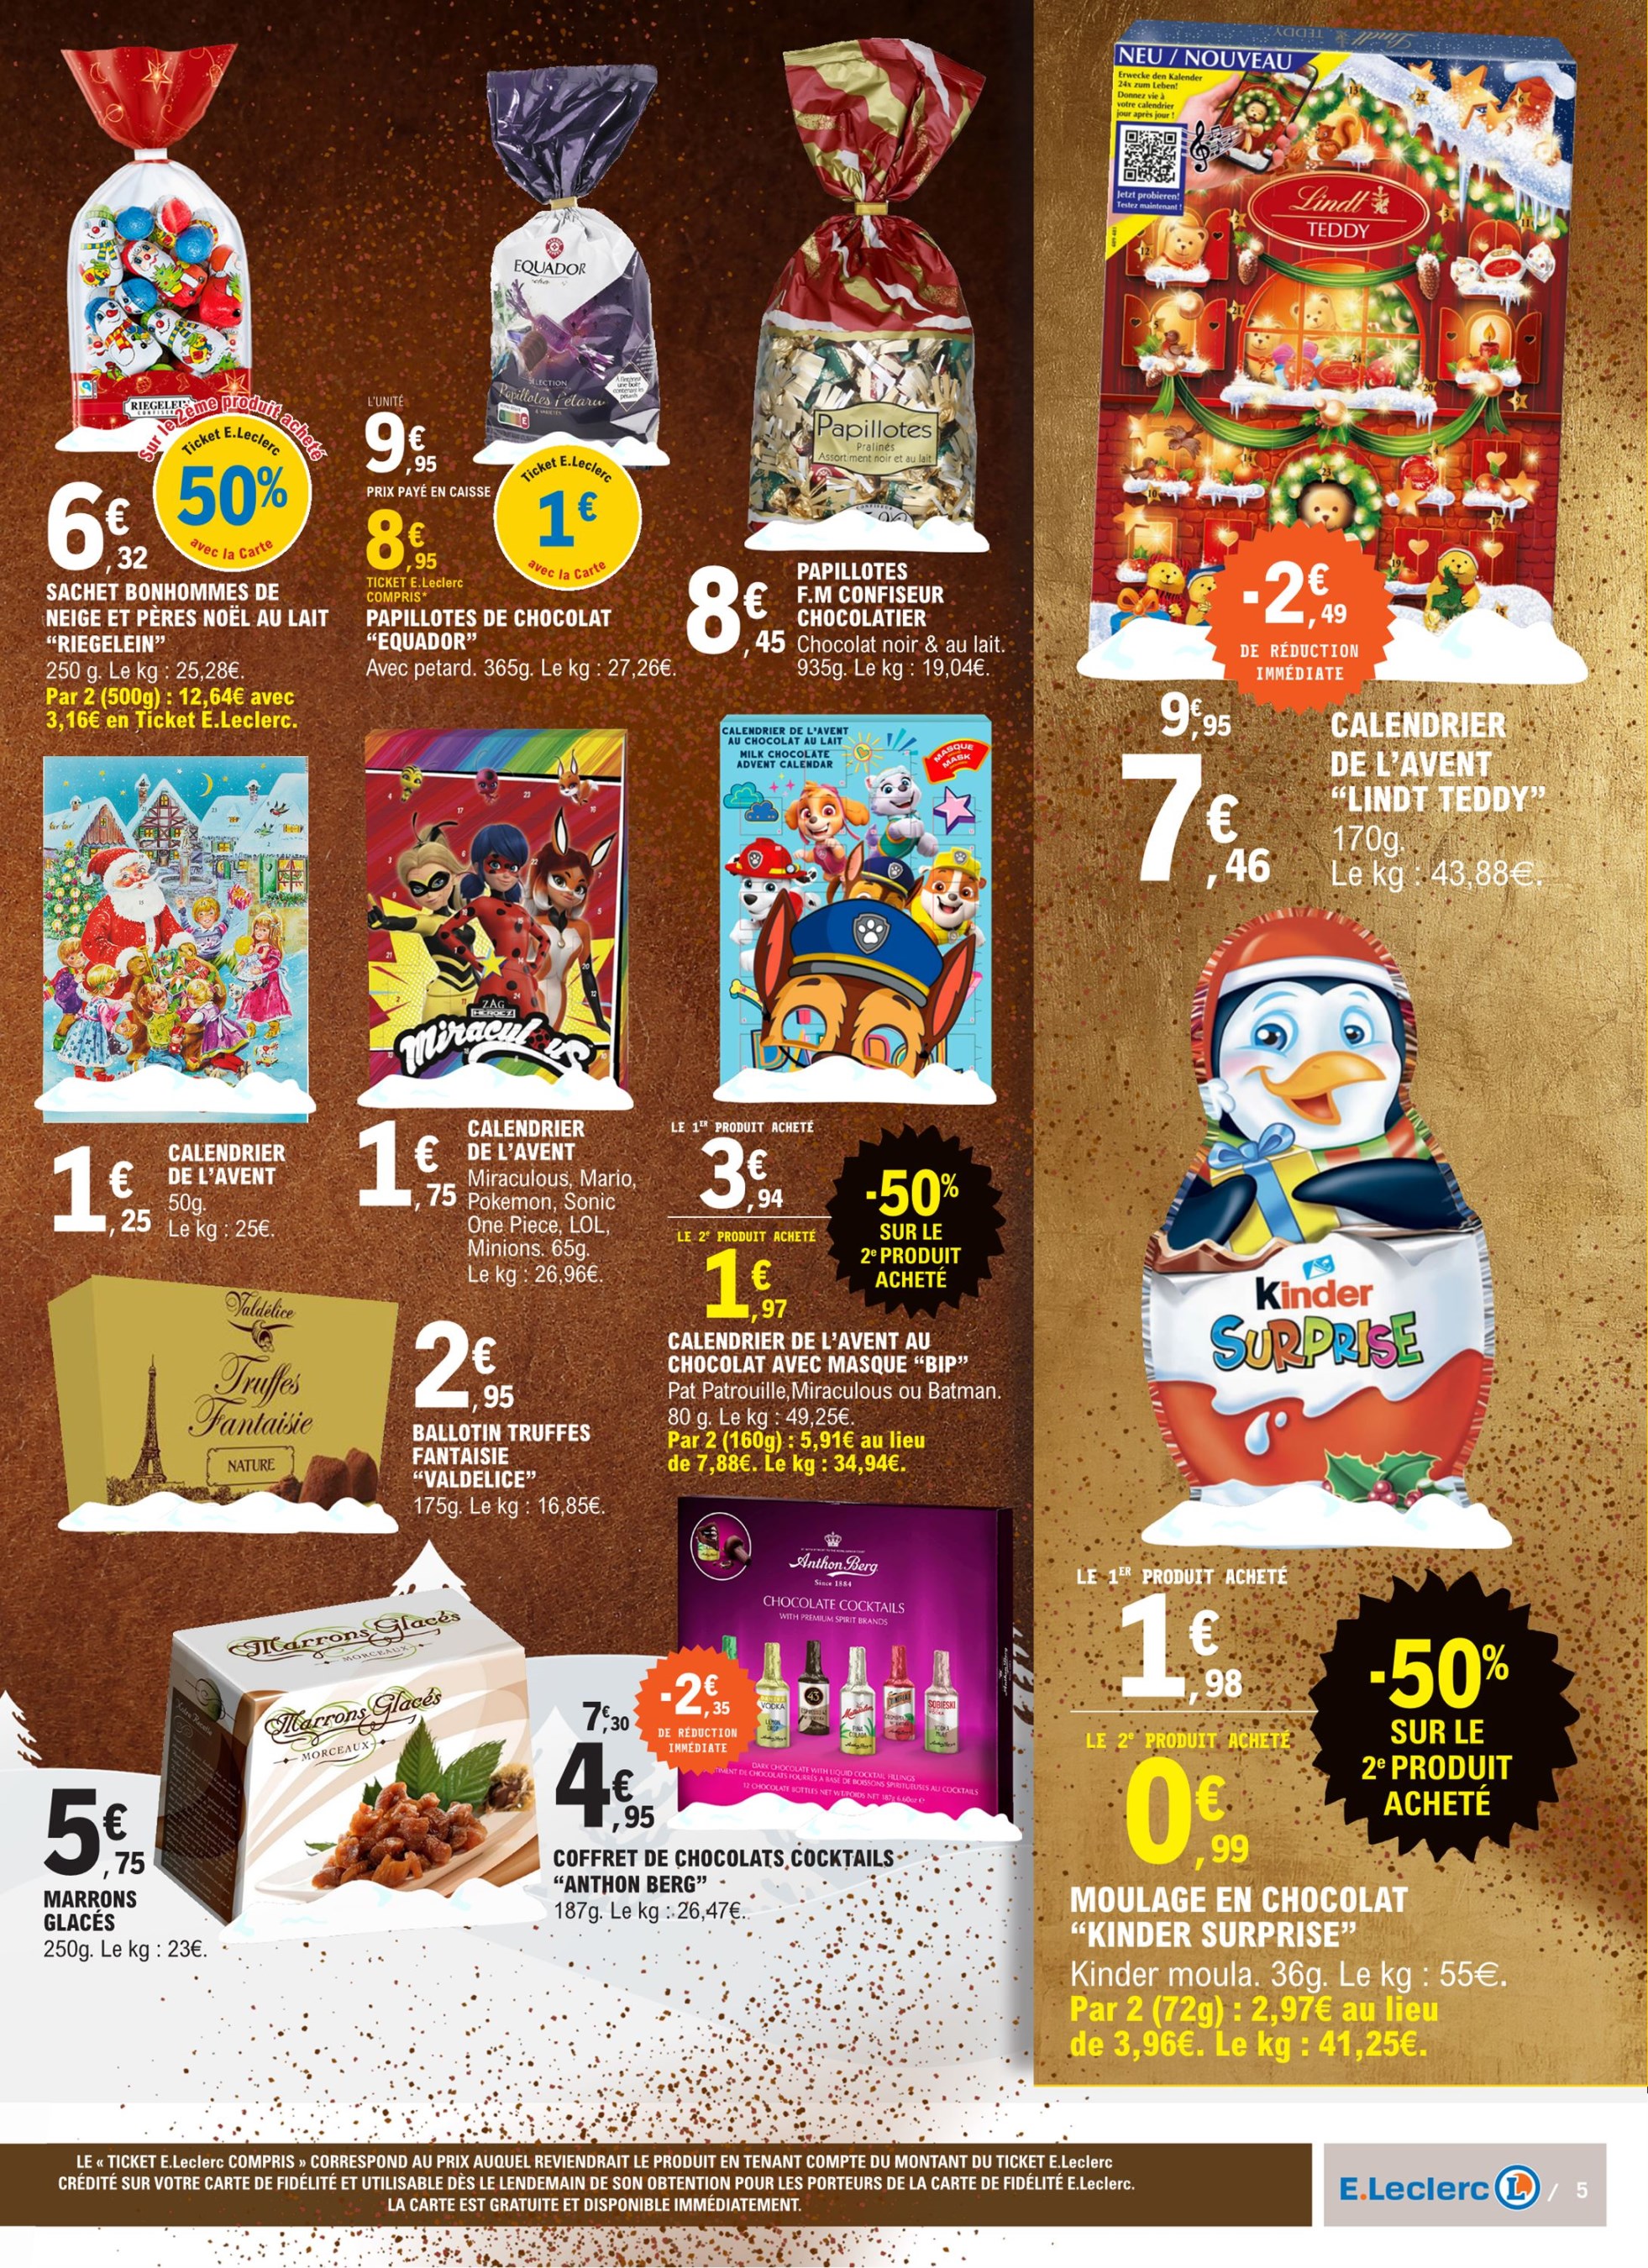 RIEGELEIN
CONFISERIE
Sur le 2ème produit acheté
Ticket E.Leclerc
50%
avec la Carte
6€,32
SACHET BONHOMMES DE
NEIGE ET PÈRES NOËL AU LAIT
“RIEGELEIN”
250 g. Le kg : 25,28€.
Par 2 (500g) : 12,64€ avec
3,16€ en Ticket E.Leclerc.
EQUADOR
SÉLECTION
Papillotes Pétards
L'UNITÉ
9€,95
PRIX PAYÉ EN CAISSE
8€,95
TICKET E.Leclerc
COMPRIS*
Ticket E.Leclerc
1€
avec la Carte
PAPILLOTES DE CHOCOLAT
“EQUADOR”
Avec petard. 365g. Le kg : 27,26€.
Papillotes
Pralinés
Assortiment noir et au lait
8€,45
PAPILLOTES
F.M CONFISEUR
CHOCOLATIER
Chocolat noir & au lait.
935g. Le kg : 19,04€.
Lindt TEDDY
NEU / NOUVEAU
Erwecke den Kalender
24x zum Leben!
Donnez vie à
votre calendrier
jour après jour !
Jetzt probieren!
Testez maintenant !
Lindt
TEDDY
-2€,49
DE RÉDUCTION
IMMÉDIATE
9€,95
7€,46
CALENDRIER
DE L'AVENT
“LINDT TEDDY”
170g.
Le kg : 43,88€.
1€,25
CALENDRIER
DE L'AVENT
50g.
Le kg : 25€.
ZAG
HEROEZ
Miraculous
1€,75
CALENDRIER
DE L'AVENT
Miraculous, Mario,
Pokemon, Sonic
One Piece, LOL,
Minions. 65g.
Le kg : 26,96€.
CALENDRIER DE L'AVENT
AU CHOCOLAT AU LAIT
MILK CHOCOLATE
ADVENT CALENDAR
MASQUE
MASK
LE 1ER PRODUIT ACHETÉ
3€,94
LE 2e PRODUIT ACHETÉ
1€,97
-50%
SUR LE
2e PRODUIT
ACHETÉ
CALENDRIER DE L'AVENT AU
CHOCOLAT AVEC MASQUE “BIP”
Pat Patrouille,Miraculous ou Batman.
80 g. Le kg : 49,25€.
Par 2 (160g) : 5,91€ au lieu
de 7,88€. Le kg : 34,94€.
Valdélice
Truffes
Fantaisie
NATURE
2€,95
BALLOTIN TRUFFES
FANTAISIE
“VALDELICE”
175g. Le kg : 16,85€.
Marrons Glacés
MORCEAUX
Marrons Glacés
MORCEAUX
5€,75
MARRONS
GLACÉS
250g. Le kg : 23€.
Anthon Berg
Since 1884
CHOCOLATE COCKTAILS
WITH PREMIUM SPIRIT BRANDS
VODKA
43
SOBIESKI
DARK CHOCOLATE WITH LIQUID COCKTAIL FILLINGS
-2€,35
DE RÉDUCTION
IMMÉDIATE
7€,30
4€,95
COFFRET DE CHOCOLATS COCKTAILS
“ANTHON BERG”
187g. Le kg : 26,47€.
Kinder
SURPRISE
LE 1ER PRODUIT ACHETÉ
1€,98
LE 2e PRODUIT ACHETÉ
0€,99
-50%
SUR LE
2e PRODUIT
ACHETÉ
MOULAGE EN CHOCOLAT
“KINDER SURPRISE”
Kinder moula. 36g. Le kg : 55€.
Par 2 (72g) : 2,97€ au lieu
de 3,96€. Le kg : 41,25€.
LE « TICKET E.Leclerc COMPRIS » CORRESPOND AU PRIX AUQUEL REVIENDRAIT LE PRODUIT EN TENANT COMPTE DU MONTANT DU TICKET E.Leclerc
CRÉDITÉ SUR VOTRE CARTE DE FIDÉLITÉ ET UTILISABLE DÈS LE LENDEMAIN DE SON OBTENTION POUR LES PORTEURS DE LA CARTE DE FIDÉLITÉ E.Leclerc.
LA CARTE EST GRATUITE ET DISPONIBLE IMMÉDIATEMENT.
E.Leclerc L / 5